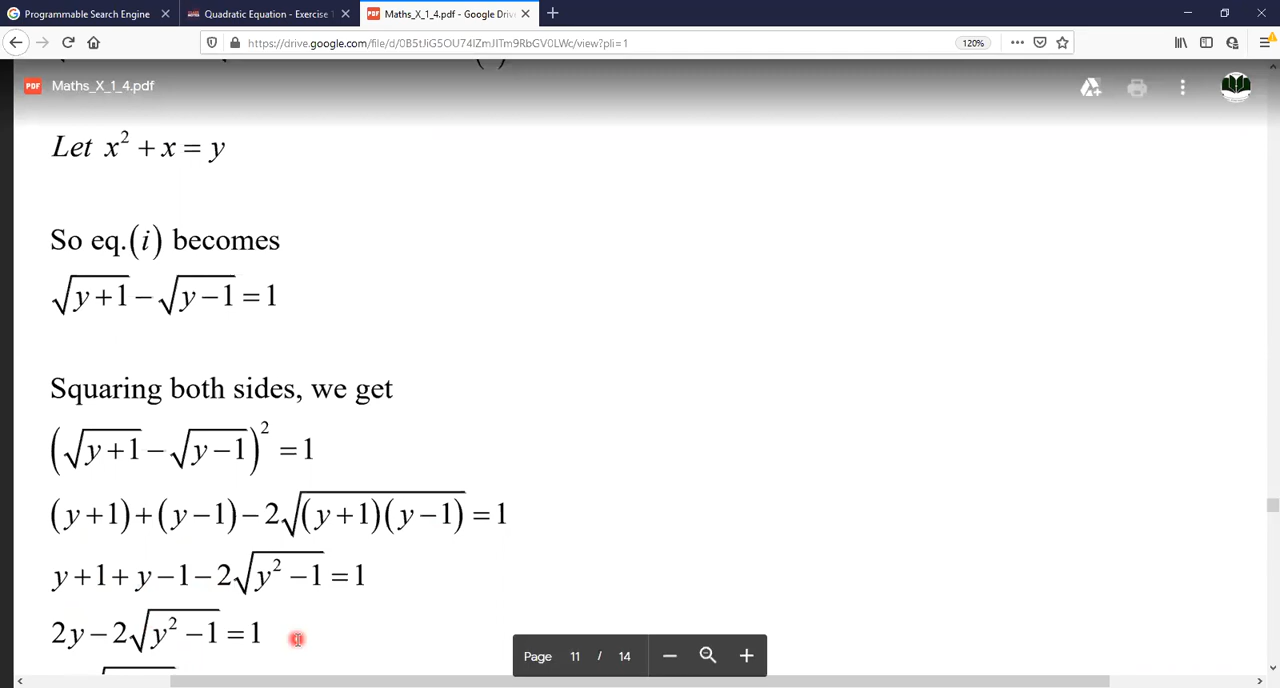 Programmable Search Engine
Quadratic Equation - Exercise
Maths_X_1_4.pdf - Google Driv
https://drive.google.com/file/d/0B5tJiG5OU74lZmJITm9RbGV0LWc/view?pli=1
120%
PDF Maths_X_1_4.pdf
Let x² + x = y
So eq.(i) becomes
√(y+1) − √(y−1) = 1
Squaring both sides, we get
(√(y+1) − √(y−1))² = 1
(y+1)+(y−1)−2√((y+1)(y−1)) = 1
y+1+y−1−2√(y²−1) = 1
2y−2√(y²−1) = 1
Page 11 / 14